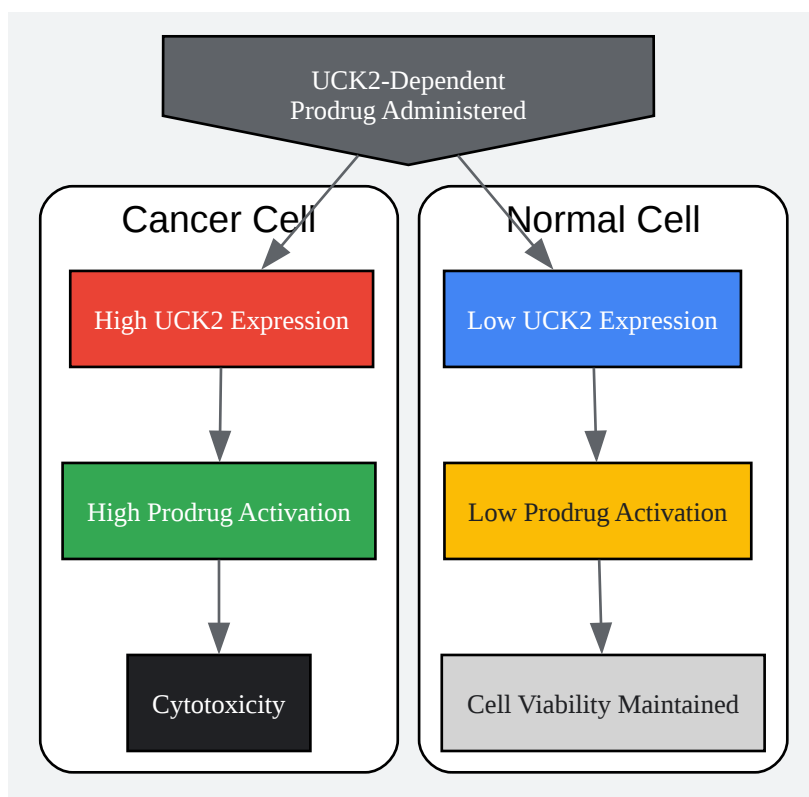 UCK2-Dependent
Prodrug Administered
Cancer Cell
High UCK2 Expression
High Prodrug Activation
Cytotoxicity
Normal Cell
Low UCK2 Expression
Low Prodrug Activation
Cell Viability Maintained